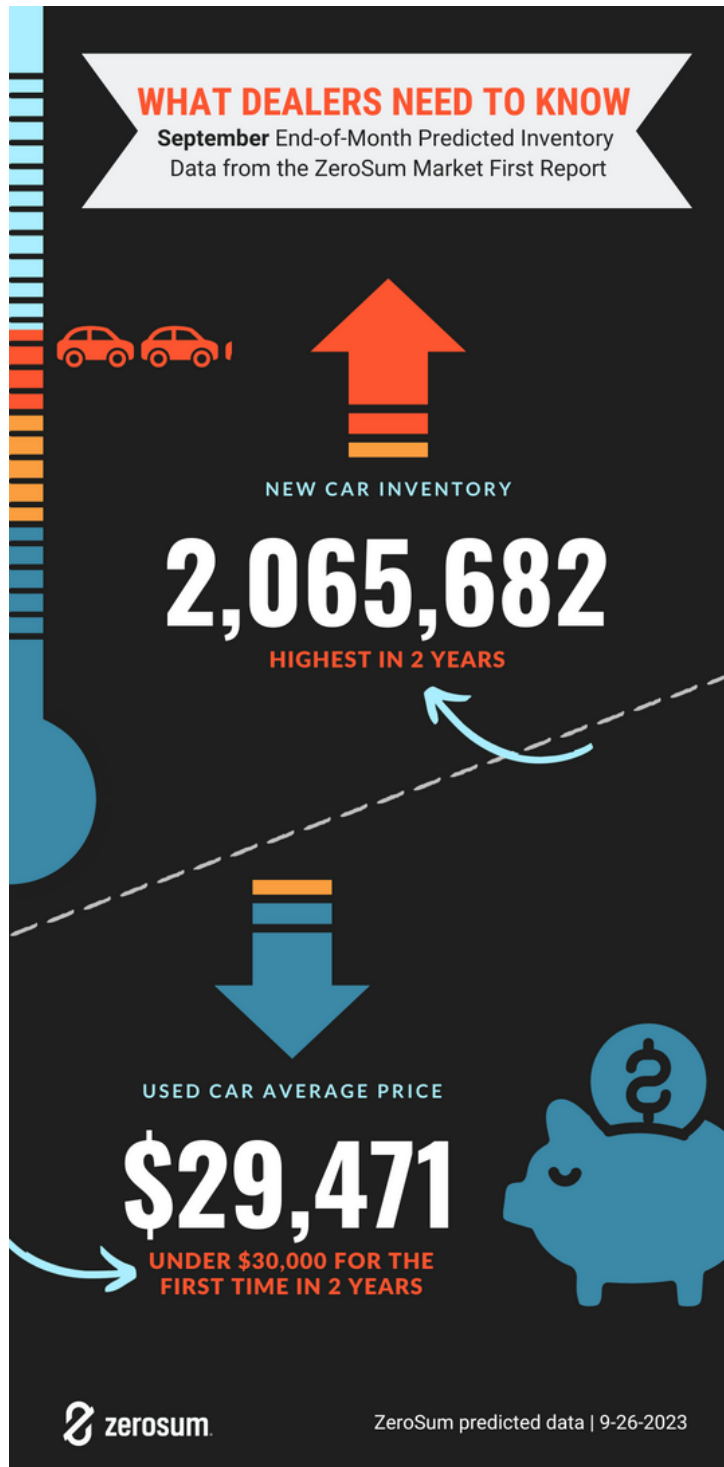 WHAT DEALERS NEED TO KNOW
September End-of-Month Predicted Inventory
Data from the ZeroSum Market First Report
NEW CAR INVENTORY
2,065,682
HIGHEST IN 2 YEARS
USED CAR AVERAGE PRICE
$29,471
UNDER $30,000 FOR THE
FIRST TIME IN 2 YEARS
zerosum.
ZeroSum predicted data | 9-26-2023